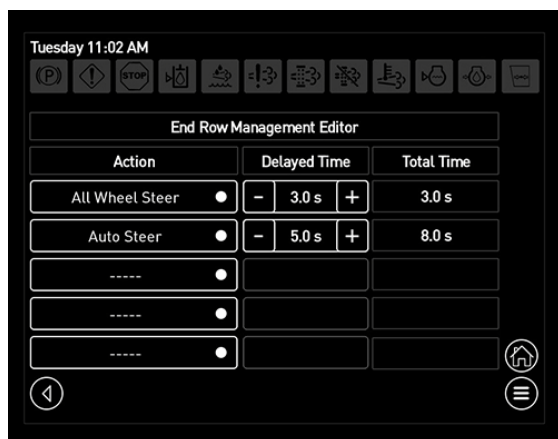 Tuesday 11:02 AM
(P) ! STOP
End Row Management Editor
Action Delayed Time Total Time
All Wheel Steer - 3.0 s + 3.0 s
Auto Steer - 5.0 s + 8.0 s
-----
-----
-----